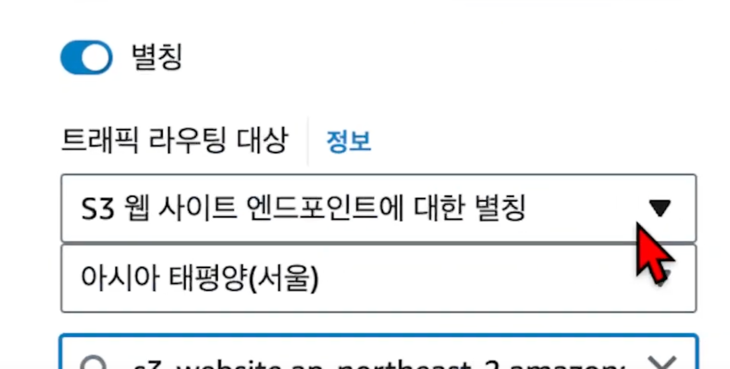 별칭
트래픽 라우팅 대상 정보
S3 웹 사이트 엔드포인트에 대한 별칭
아시아 태평양(서울)
s3-website.ap-northeast-2.amazon